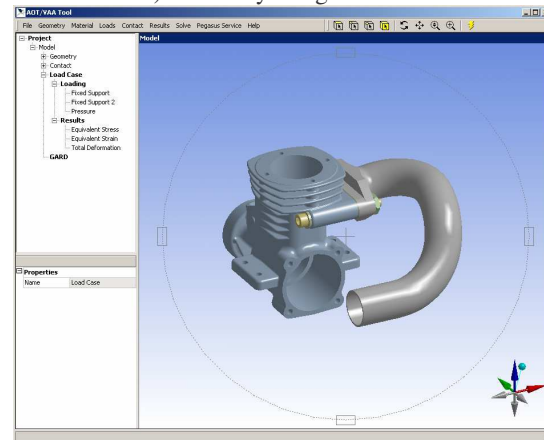 AOT/VAA Tool
File Geometry Material Loads Contact Results Solve Pegasus Service Help
Project
Model
Geometry
Contact
Load Case
Loading
Fixed Support
Fixed Support 2
Pressure
Results
Equivalent Stress
Equivalent Strain
Total Deformation
GARD
Model
Properties
Name Load Case